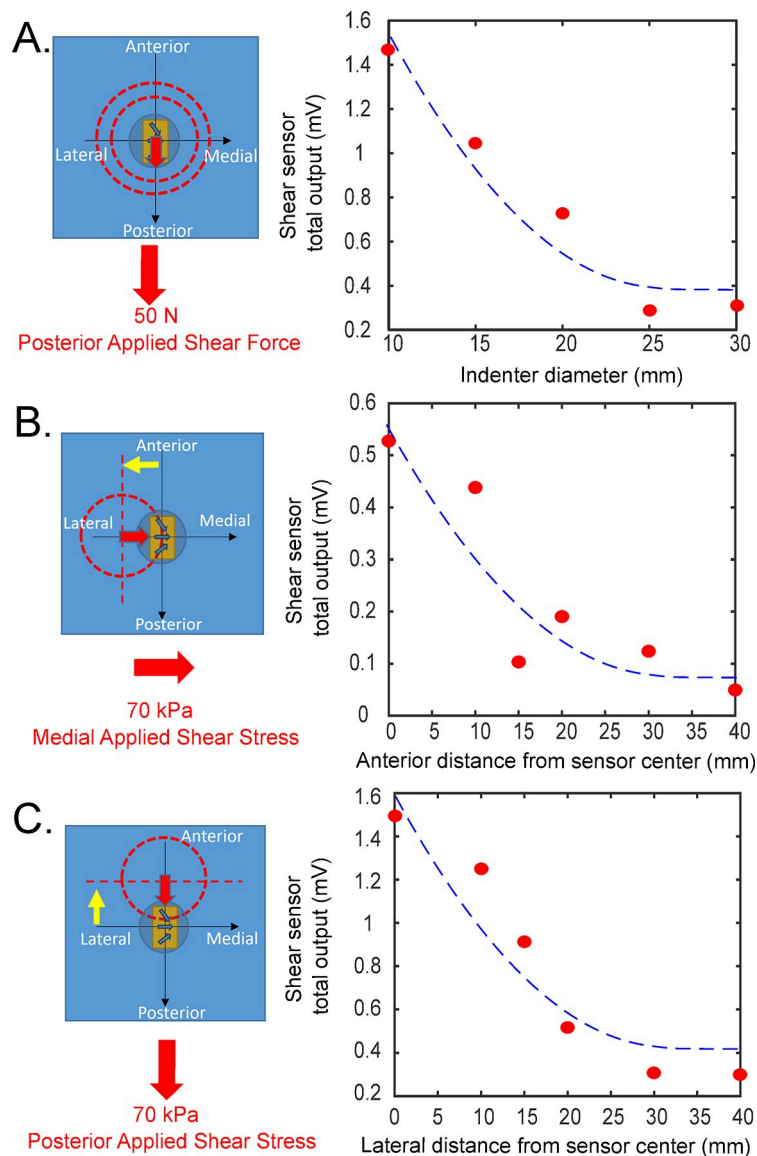 A.
Anterior
Lateral
Medial
Posterior
50 N
Posterior Applied Shear Force
Shear sensor
total output (mV)
1.6
1.4
1.2
1
0.8
0.6
0.4
0.2
10
15
20
25
30
Indenter diameter (mm)
B.
Anterior
Lateral
Medial
Posterior
70 kPa
Medial Applied Shear Stress
Shear sensor
total output (mV)
0.6
0.5
0.4
0.3
0.2
0.1
0
0
5
10
15
20
25
30
35
40
Anterior distance from sensor center (mm)
C.
Anterior
Lateral
Medial
Posterior
70 kPa
Posterior Applied Shear Stress
Shear sensor
total output (mV)
1.6
1.4
1.2
1
0.8
0.6
0.4
0.2
0
5
10
15
20
25
30
35
40
Lateral distance from sensor center (mm)